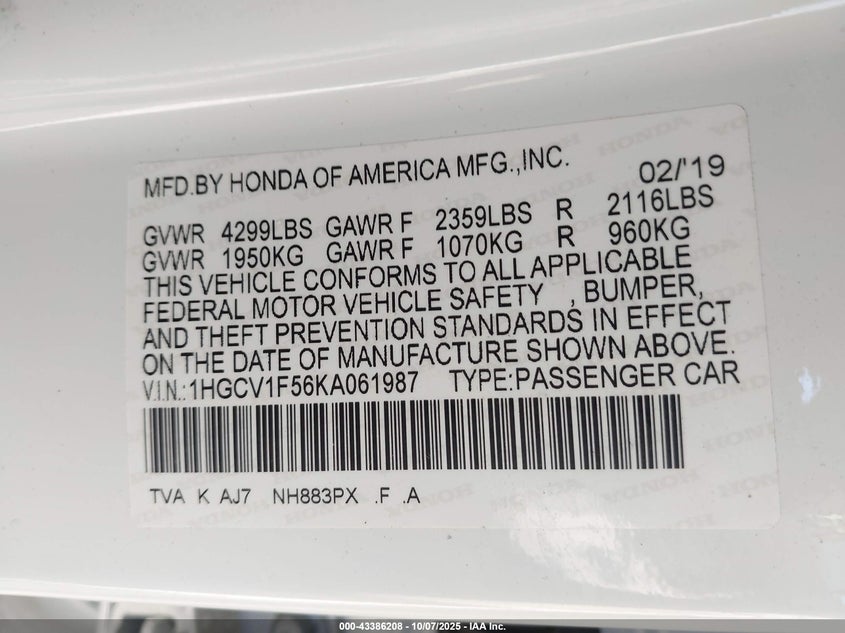 MFD.BY HONDA OF AMERICA MFG.,INC. 02/'19
GVWR 4299LBS GAWR F 2359LBS R 2116LBS
GVWR 1950KG GAWR F 1070KG R 960KG
THIS VEHICLE CONFORMS TO ALL APPLICABLE
FEDERAL MOTOR VEHICLE SAFETY , BUMPER,
AND THEFT PREVENTION STANDARDS IN EFFECT
ON THE DATE OF MANUFACTURE SHOWN ABOVE.
V.I.N.:1HGCV1F56KA061987 TYPE:PASSENGER CAR
TVA K AJ7 NH883PX .F .A
000-43386208 - 10/07/2025 - IAA Inc.